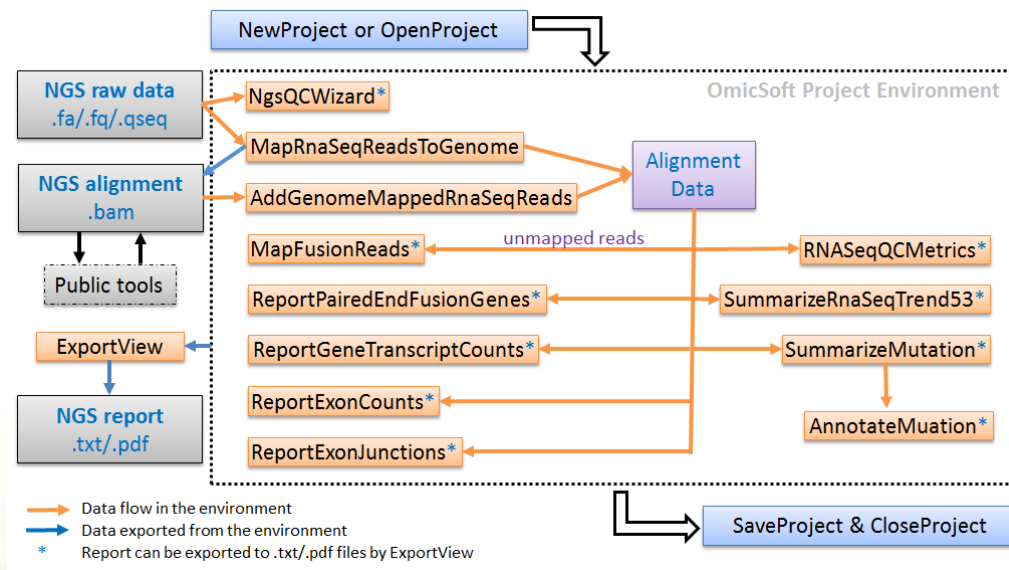 NewProject or OpenProject
NGS raw data
.fa/.fq/.qseq
NgsQCWizard*
OmicSoft Project Environment
MapRnaSeqReadsToGenome
Alignment
Data
NGS alignment
.bam
AddGenomeMappedRnaSeqReads
unmapped reads
MapFusionReads*
RNASeqQCMetrics*
Public tools
ReportPairedEndFusionGenes*
SummarizeRnaSeqTrend53*
ExportView
ReportGeneTranscriptCounts*
SummarizeMutation*
NGS report
.txt/.pdf
ReportExonCounts*
AnnotateMuation*
ReportExonJunctions*
Data flow in the environment
Data exported from the environment
* Report can be exported to .txt/.pdf files by ExportView
SaveProject & CloseProject